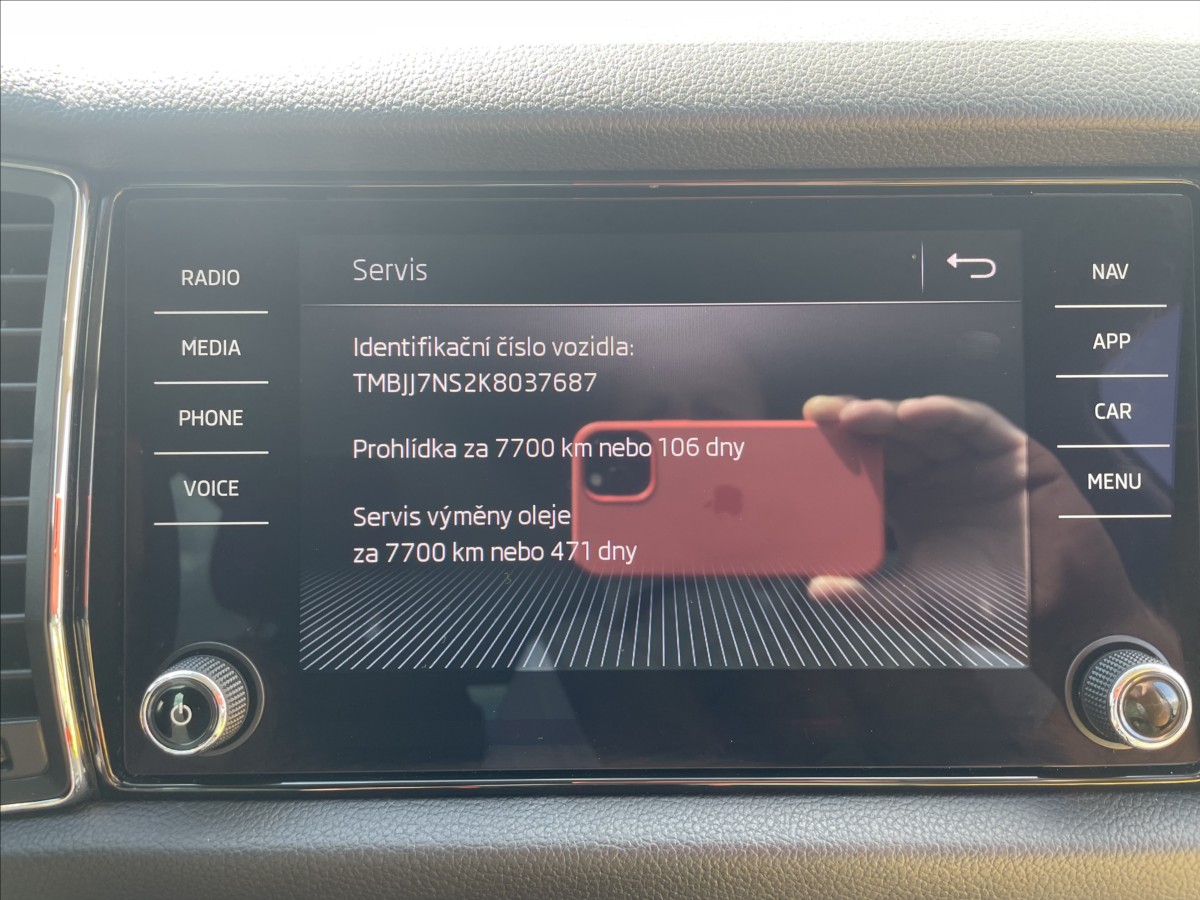 Servis
RADIO
MEDIA
PHONE
VOICE
Identifikační číslo vozidla:
TMBJJ7NS2K8037687
Prohlídka za 7700 km nebo 106 dny
Servis výměny oleje
za 7700 km nebo 471 dny
NAV
APP
CAR
MENU